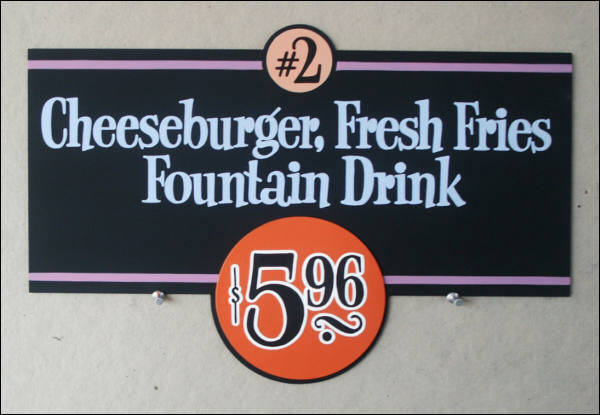 #2
Cheeseburger, Fresh Fries
Fountain Drink
$5.96